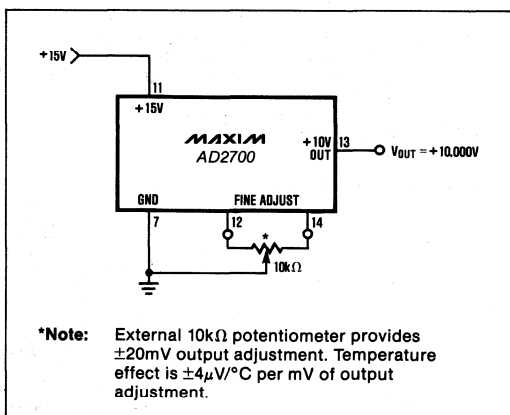 +15V
11
+15V
MAXIM
AD2700
+10V
OUT
13
VOUT = +10.000V
GND
FINE ADJUST
7
12
14
*
10kΩ
*Note: External 10kΩ potentiometer provides
±20mV output adjustment. Temperature
effect is ±4μV/°C per mV of output
adjustment.